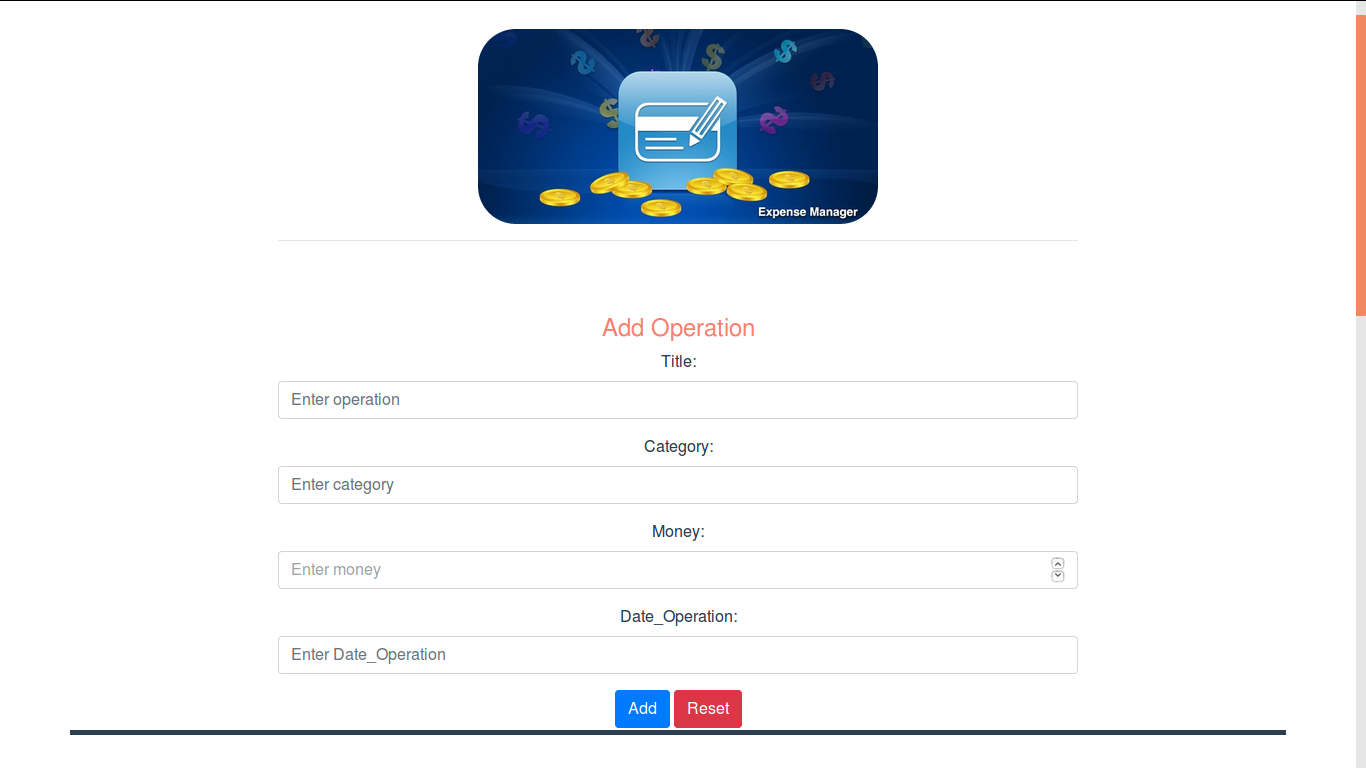 Expense Manager
Add Operation
Title:
Enter operation
Category:
Enter category
Money:
Enter money
Date_Operation:
Enter Date_Operation
Add Reset